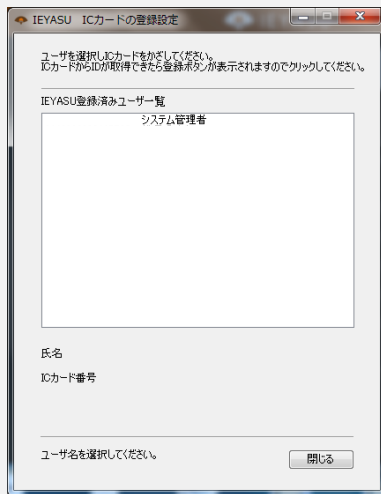 IEYASU ICカードの登録設定
ユーザを選択しICカードをかざしてください。
ICカードからIDが取得できたら登録ボタンが表示されますのでクリックしてください。
IEYASU登録済みユーザー覧
システム管理者
氏名
ICカード番号
ユーザ名を選択してください。
閉じる